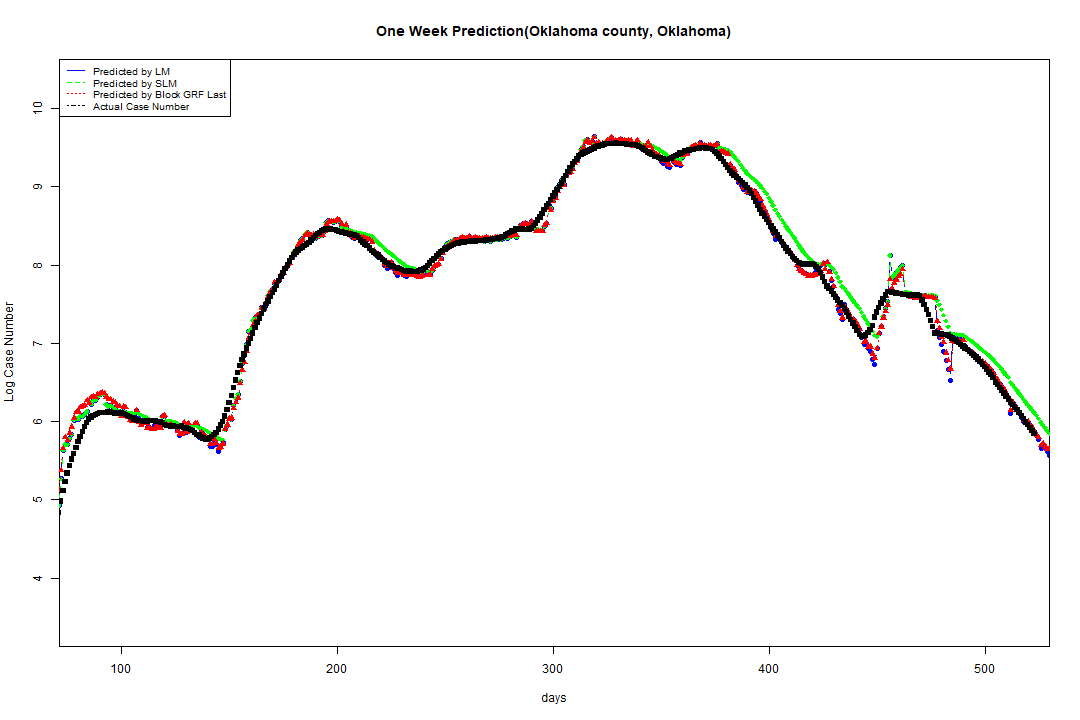 One Week Prediction(Oklahoma county, Oklahoma)
Predicted by LM
Predicted by SLM
Predicted by Block GRF Last
Actual Case Number
10
9
8
7
6
5
4
Log Case Number
100
200
300
400
500
days